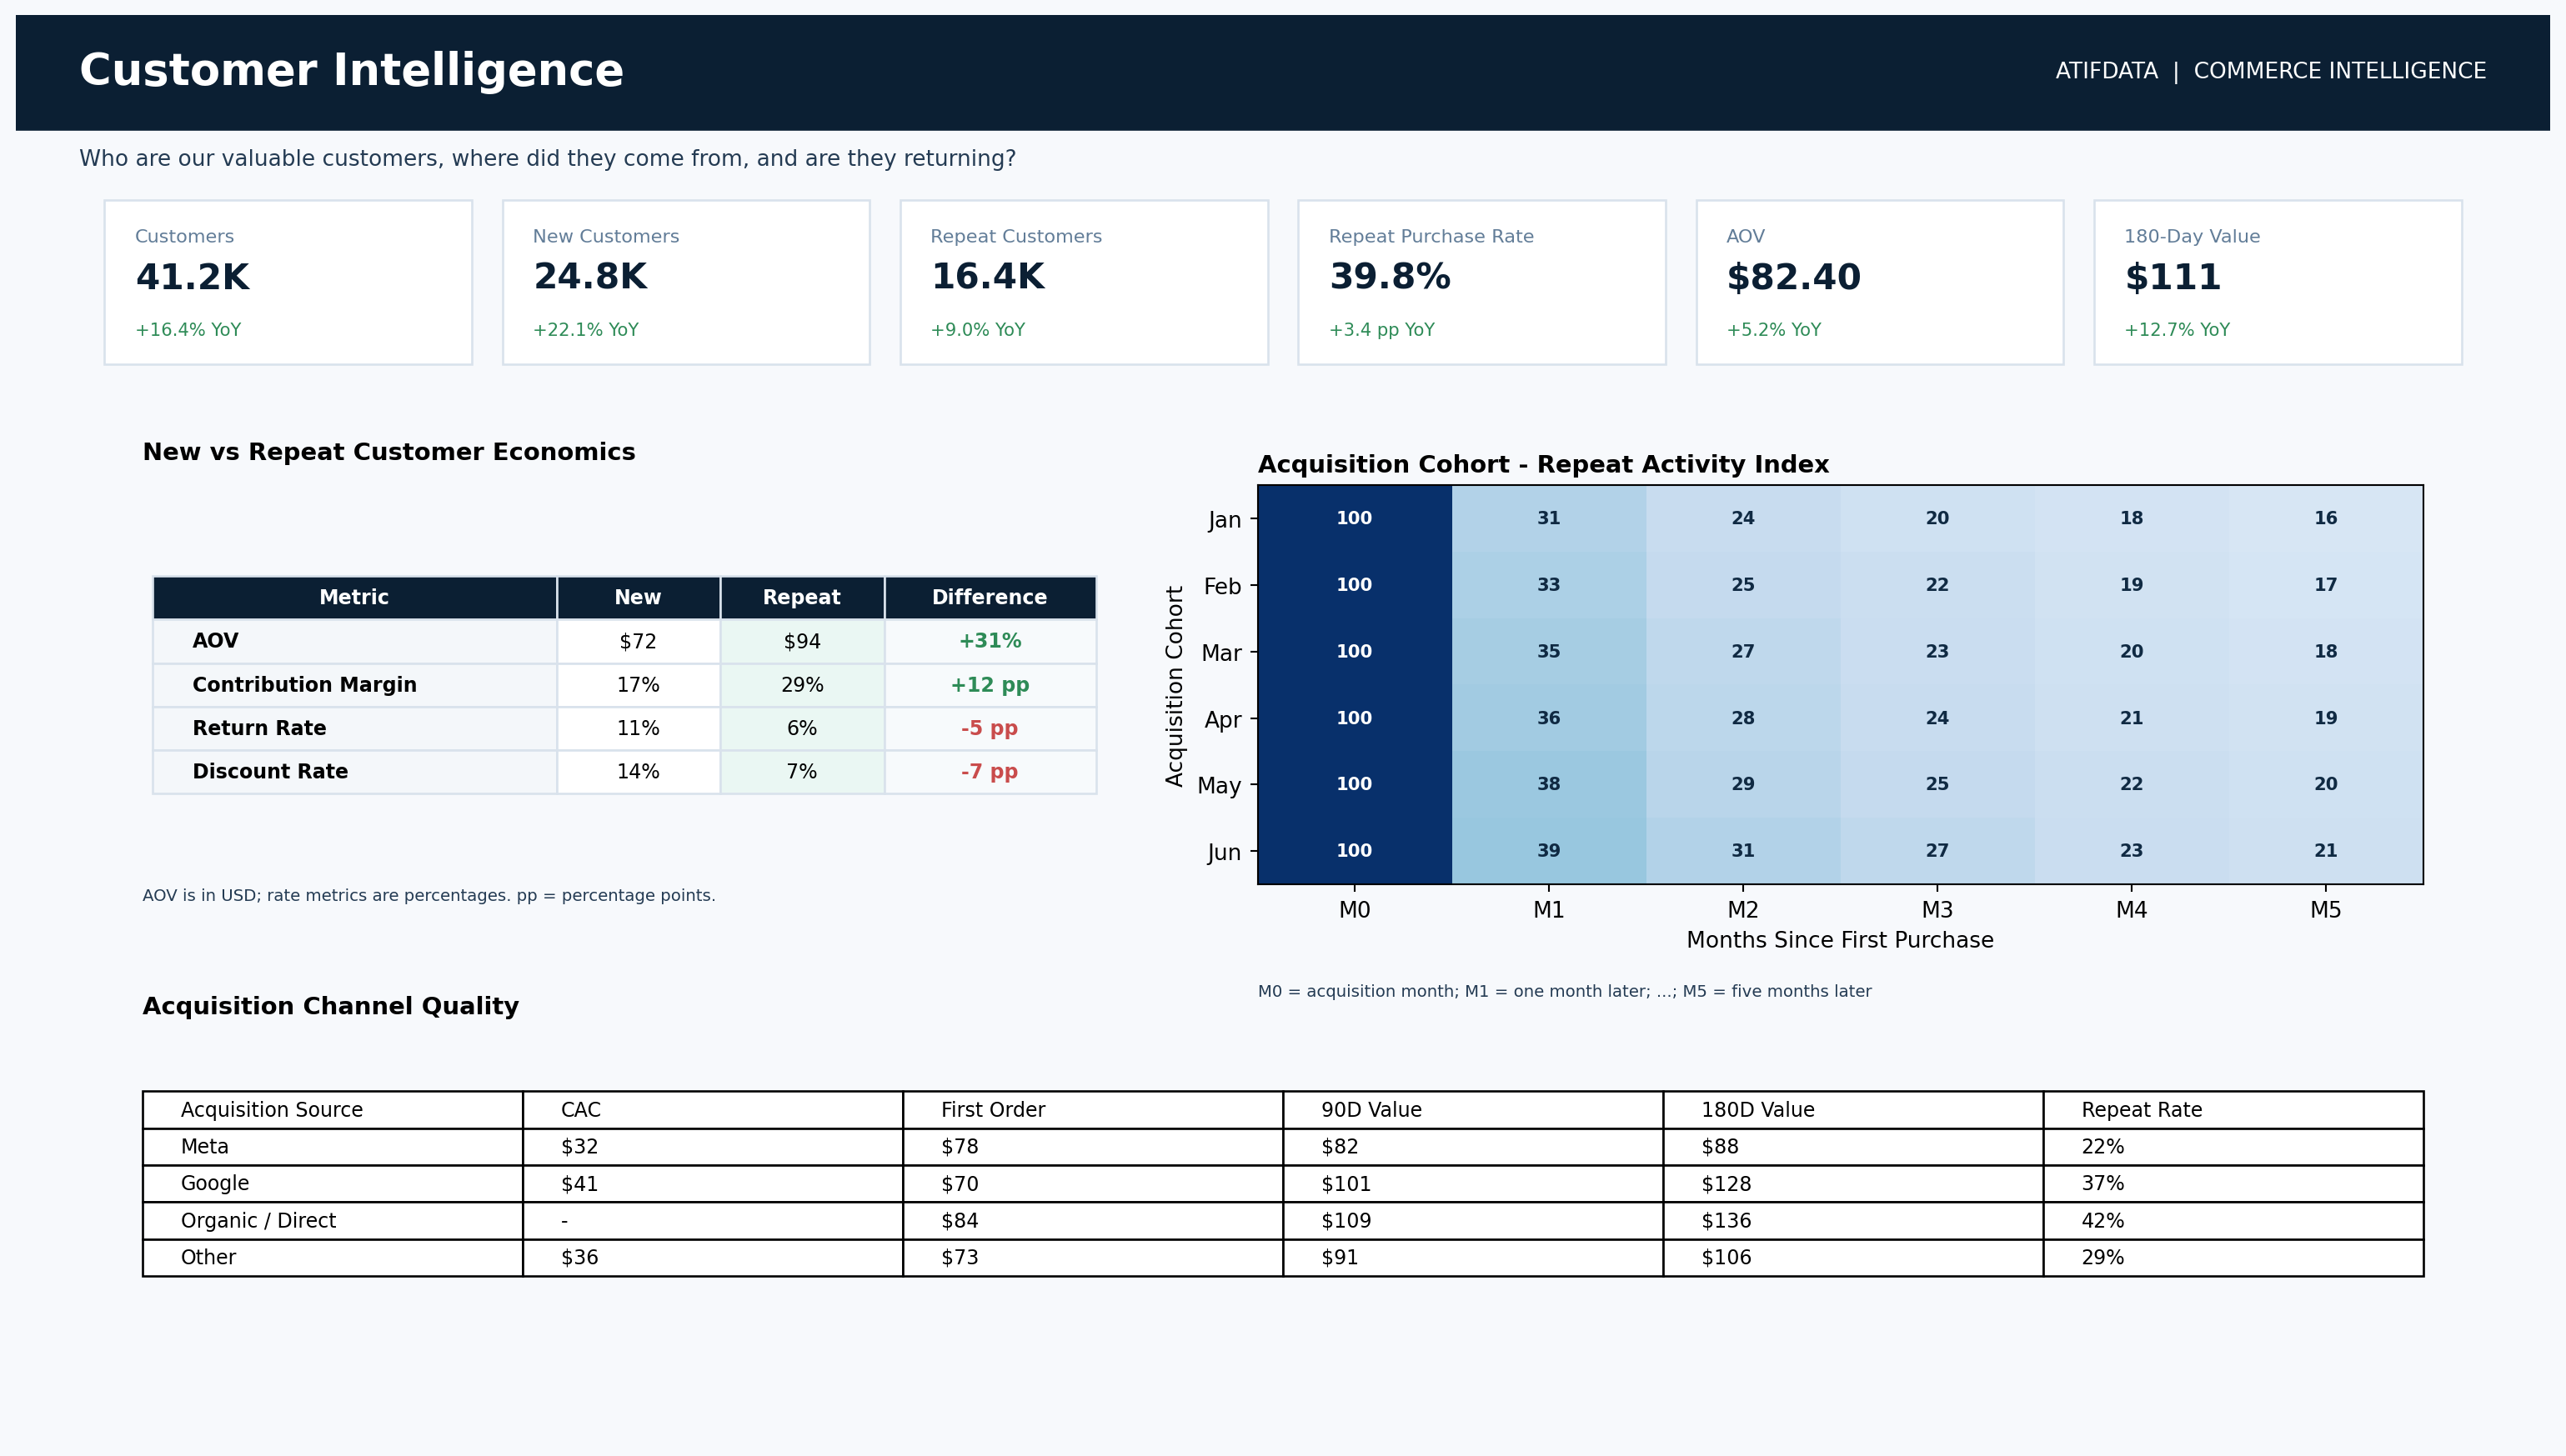 Customer Intelligence
ATIFDATA | COMMERCE INTELLIGENCE
Who are our valuable customers, where did they come from, and are they returning?
Customers
41.2K
+16.4% YoY
New Customers
24.8K
+22.1% YoY
Repeat Customers
16.4K
+9.0% YoY
Repeat Purchase Rate
39.8%
+3.4 pp YoY
AOV
$82.40
+5.2% YoY
180-Day Value
$111
+12.7% YoY
New vs Repeat Customer Economics
Metric New Repeat Difference
AOV $72 $94 +31%
Contribution Margin 17% 29% +12 pp
Return Rate 11% 6% -5 pp
Discount Rate 14% 7% -7 pp
AOV is in USD; rate metrics are percentages. pp = percentage points.
Acquisition Cohort - Repeat Activity Index
Acquisition Cohort
Jan 100 31 24 20 18 16
Feb 100 33 25 22 19 17
Mar 100 35 27 23 20 18
Apr 100 36 28 24 21 19
May 100 38 29 25 22 20
Jun 100 39 31 27 23 21
M0 M1 M2 M3 M4 M5
Months Since First Purchase
M0 = acquisition month; M1 = one month later; ...; M5 = five months later
Acquisition Channel Quality
Acquisition Source CAC First Order 90D Value 180D Value Repeat Rate
Meta $32 $78 $82 $88 22%
Google $41 $70 $101 $128 37%
Organic / Direct - $84 $109 $136 42%
Other $36 $73 $91 $106 29%